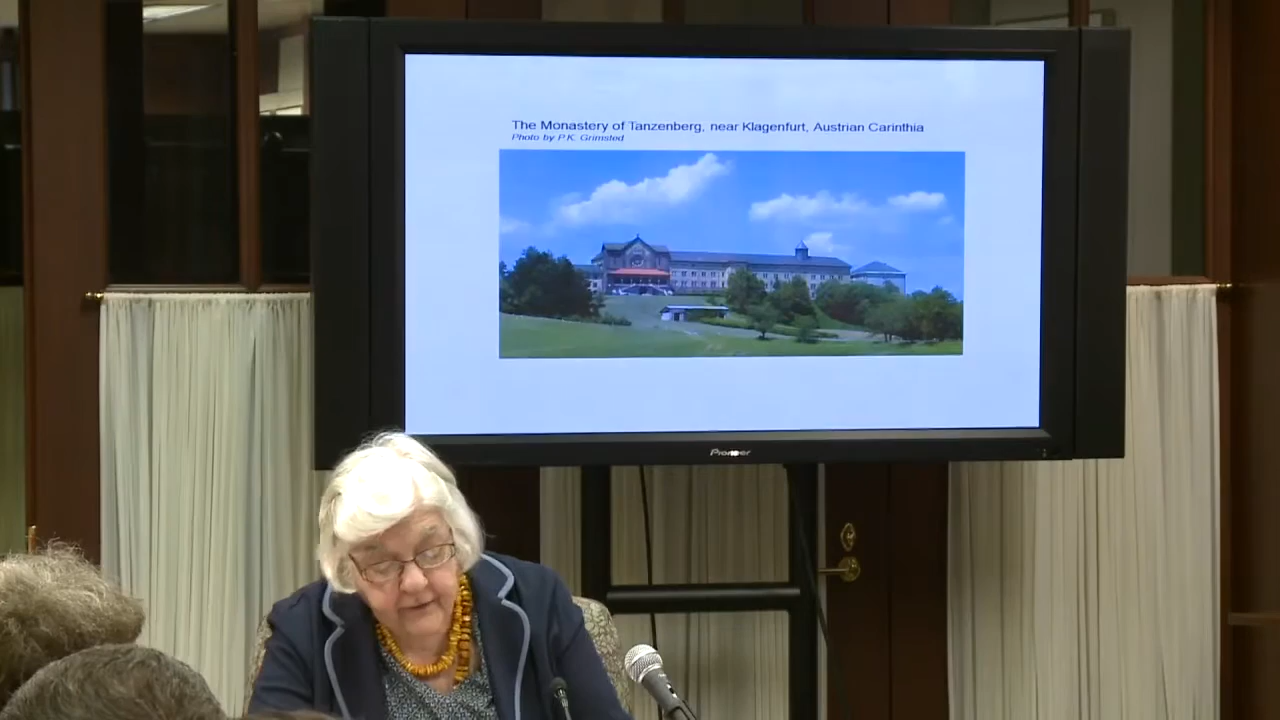 The Monastery of Tanzenberg, near Klagenfurt, Austrian Carinthia
Photo by P.K. Grimsted
Pioneer